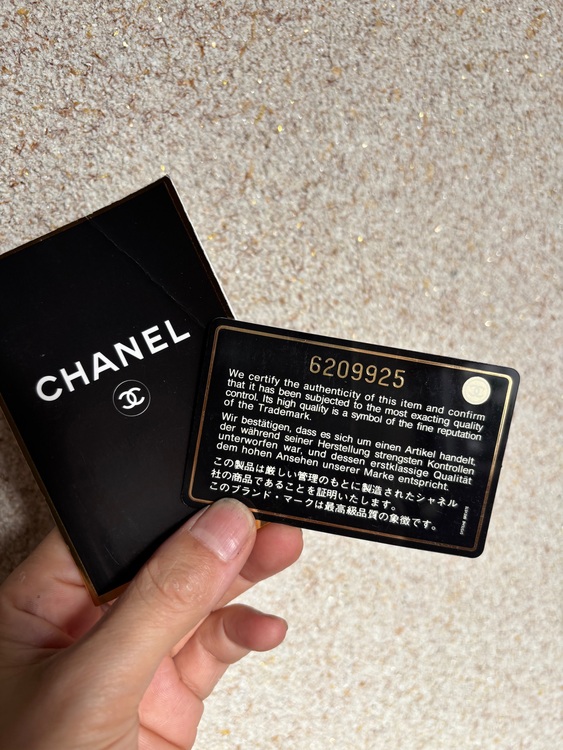 CHANEL
6209925
We certify the authenticity of this item and confirm
that it has been subjected to the most exacting quality
control. Its high quality is a symbol of the fine reputation
of the Trademark.
Wir bestätigen, dass es sich um einen Artikel handelt,
der während seiner Herstellung strengsten Kontrollen
unterworfen war, und dessen erstklassige Qualität
dem hohen Ansehen unserer Marke entspricht.
この製品は厳しい管理のもとに製造されたシャネル
社の商品であることを証明いたします。
このブランド・マークは最高級品質の象徴です。